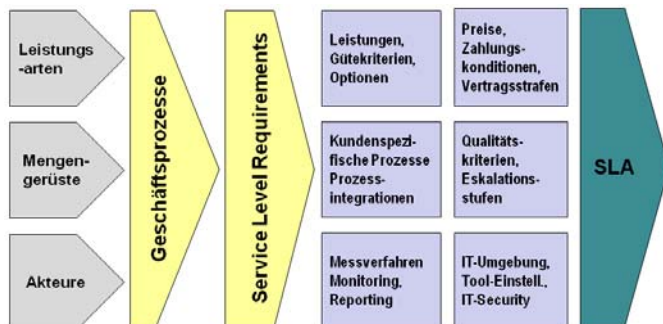 Leistungs
-arten
Mengen-
gerüste
Akteure
Geschäftsprozesse
Service Level Requirements
Leistungen,
Gütekriterien,
Optionen
Preise,
Zahlungs-
konditionen,
Vertragsstrafen
Kundenspezi-
fische Prozesse
Prozess-
integrationen
Qualitäts-
kriterien,
Eskalations-
stufen
Messverfahren
Monitoring,
Reporting
IT-Umgebung,
Tool-Einstell.,
IT-Security
SLA